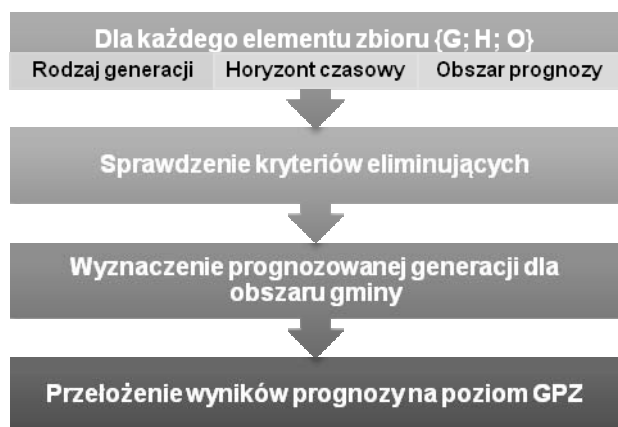 Dla każdego elementu zbioru {G; H; O}
Rodzaj generacji Horyzont czasowy Obszar prognozy
Sprawdzenie kryteriów eliminujących
Wyznaczenie prognozowanej generacji dla
obszaru gminy
Przełożenie wyników prognozy na poziom GPZ